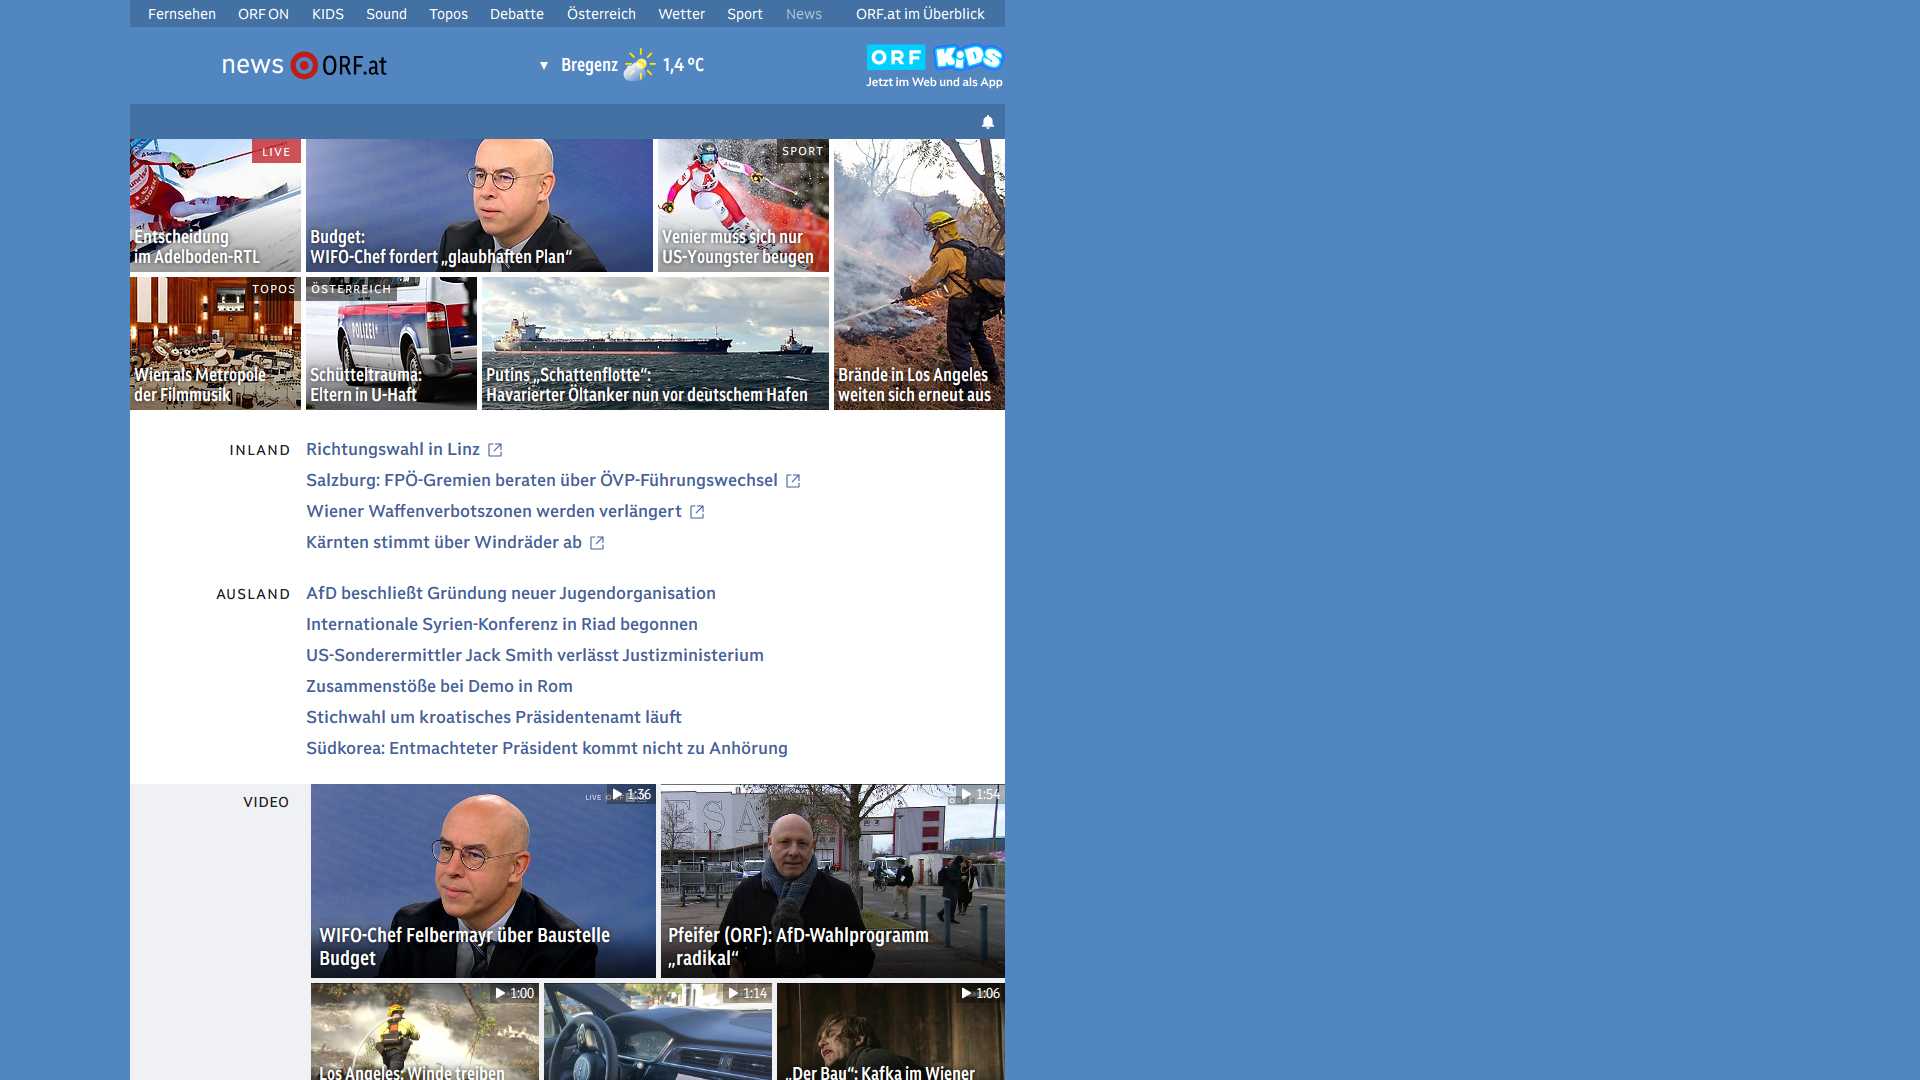 Fernsehen ORF ON KIDS Sound Topos Debatte Österreich Wetter Sport News ORF.at im Überblick
news ORF.at
▼ Bregenz 1,4 °C
ORF KiDS
Jetzt im Web und als App
LIVE
Entscheidung
im Adelboden-RTL
Budget:
WIFO-Chef fordert „glaubhaften Plan“
SPORT
Venier muss sich nur
US-Youngster beugen
Brände in Los Angeles
weiten sich erneut aus
TOPOS
Wien als Metropole
der Filmmusik
ÖSTERREICH
POLIZEI
Schütteltrauma:
Eltern in U-Haft
Putins „Schattenflotte“:
Havarierter Öltanker nun vor deutschem Hafen
INLAND
Richtungswahl in Linz
Salzburg: FPÖ-Gremien beraten über ÖVP-Führungswechsel
Wiener Waffenverbotszonen werden verlängert
Kärnten stimmt über Windräder ab
AUSLAND
AfD beschließt Gründung neuer Jugendorganisation
Internationale Syrien-Konferenz in Riad begonnen
US-Sonderermittler Jack Smith verlässt Justizministerium
Zusammenstöße bei Demo in Rom
Stichwahl um kroatisches Präsidentenamt läuft
Südkorea: Entmachteter Präsident kommt nicht zu Anhörung
VIDEO
LIVE
1:36
WIFO-Chef Felbermayr über Baustelle
Budget
1:54
ESA
Pfeifer (ORF): AfD-Wahlprogramm
„radikal“
1:00
Los Angeles: Winde treiben
1:14
1:06
„Der Bau“: Kafka im Wiener